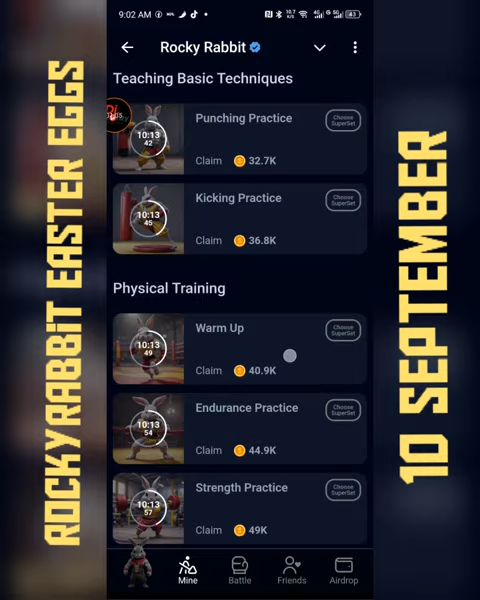 ROCKYRABBIT EASTER EGGS
10 SEPTEMBER
9:02 AM
Rocky Rabbit
Teaching Basic Techniques
Punching Practice
Choose
SuperSet
10:13
42
Claim 32.7K
Kicking Practice
Choose
SuperSet
10:13
45
Claim 36.8K
Physical Training
Warm Up
Choose
SuperSet
10:13
49
Claim 40.9K
Endurance Practice
Choose
SuperSet
10:13
54
Claim 44.9K
Strength Practice
Choose
SuperSet
10:13
57
Claim 49K
Mine Battle Friends Airdrop